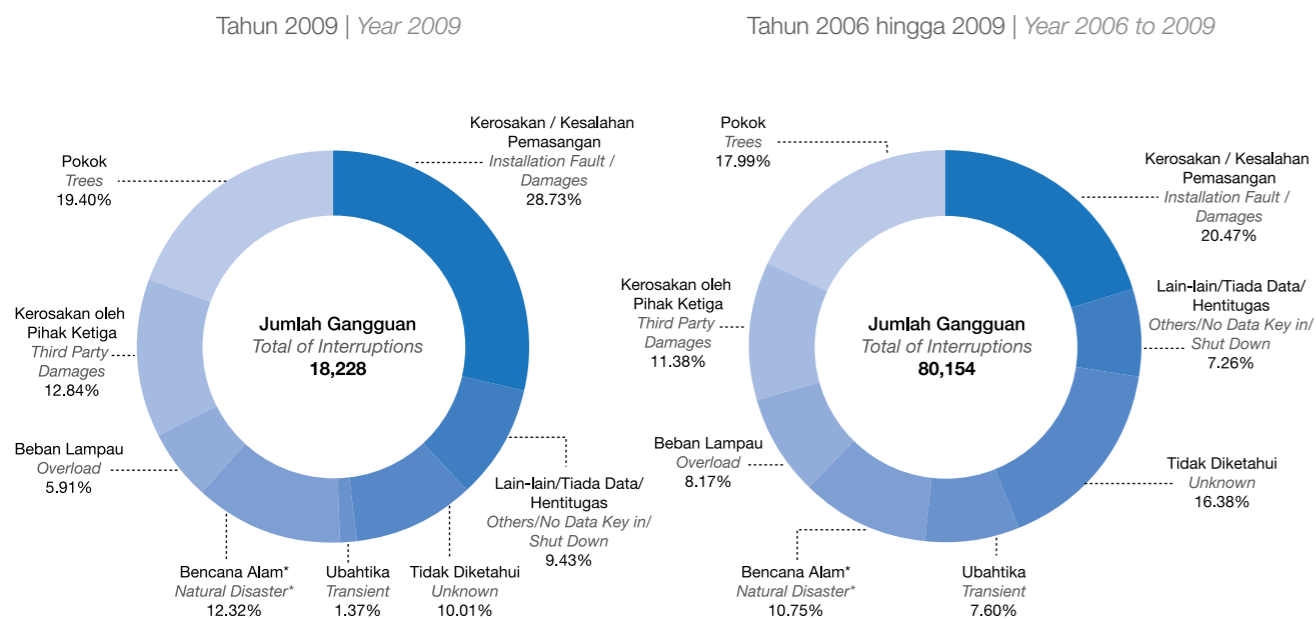 Tahun 2009 | Year 2009
Pokok
Trees
19.40%
Kerosakan / Kesalahan
Pemasangan
Installation Fault /
Damages
28.73%
Kerosakan oleh
Pihak Ketiga
Third Party
Damages
12.84%
Jumlah Gangguan
Total of Interruptions
18,228
Beban Lampau
Overload
5.91%
Lain-lain/Tiada Data/
Hentitugas
Others/No Data Key in/
Shut Down
9.43%
Bencana Alam*
Natural Disaster*
12.32%
Ubahtika
Transient
1.37%
Tidak Diketahui
Unknown
10.01%
Tahun 2006 hingga 2009 | Year 2006 to 2009
Pokok
Trees
17.99%
Kerosakan / Kesalahan
Pemasangan
Installation Fault /
Damages
20.47%
Kerosakan oleh
Pihak Ketiga
Third Party
Damages
11.38%
Jumlah Gangguan
Total of Interruptions
80,154
Lain-lain/Tiada Data/
Hentitugas
Others/No Data Key in/
Shut Down
7.26%
Beban Lampau
Overload
8.17%
Tidak Diketahui
Unknown
16.38%
Bencana Alam*
Natural Disaster*
10.75%
Ubahtika
Transient
7.60%